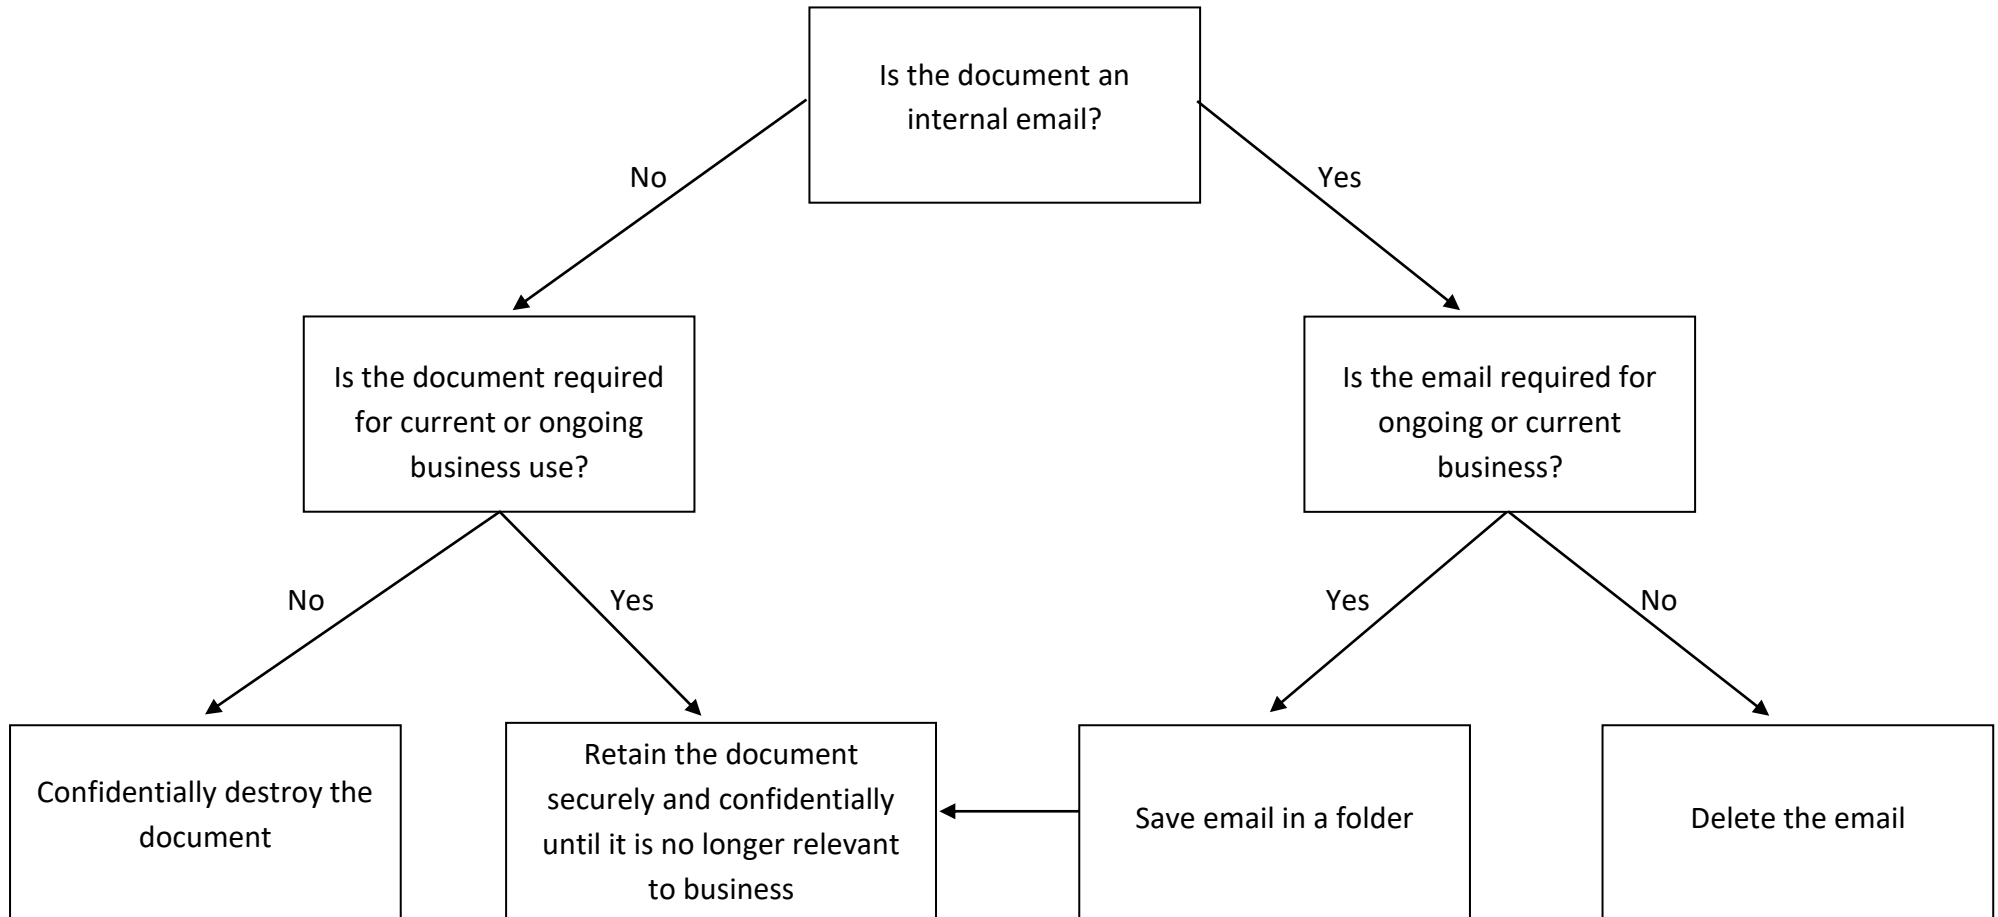 Is the document an
internal email?
No
Yes
Is the document required
for current or ongoing
business use?
Is the email required for
ongoing or current
business?
No
Yes
Yes
No
Confidentially destroy the
document
Retain the document
securely and confidentially
until it is no longer relevant
to business
Save email in a folder
Delete the email